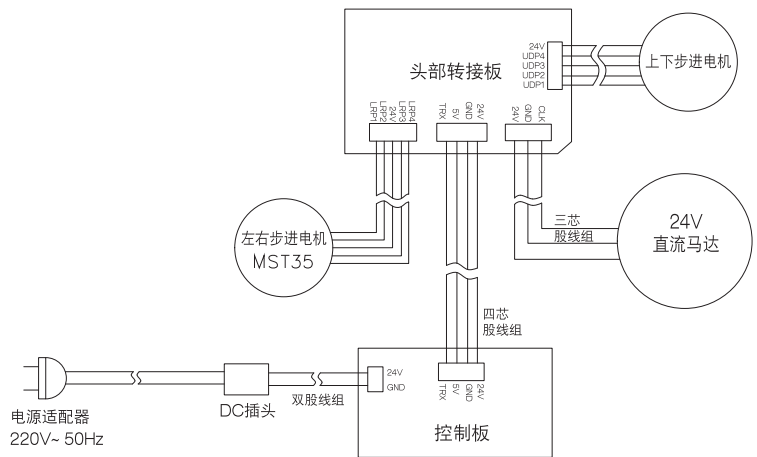 头部转接板
24V
UDP4
UDP3
UDP2
UDP1
上下步进电机
LRP1
LRP2
24V
LRP3
LRP4
TRX
5V
GND
24V
24V
GND
CLK
左右步进电机
MST35
三芯
股线组
24V
直流马达
四芯
股线组
电源适配器
220V~ 50Hz
DC插头
双股线组
24V
GND
TRX
5V
GND
24V
控制板